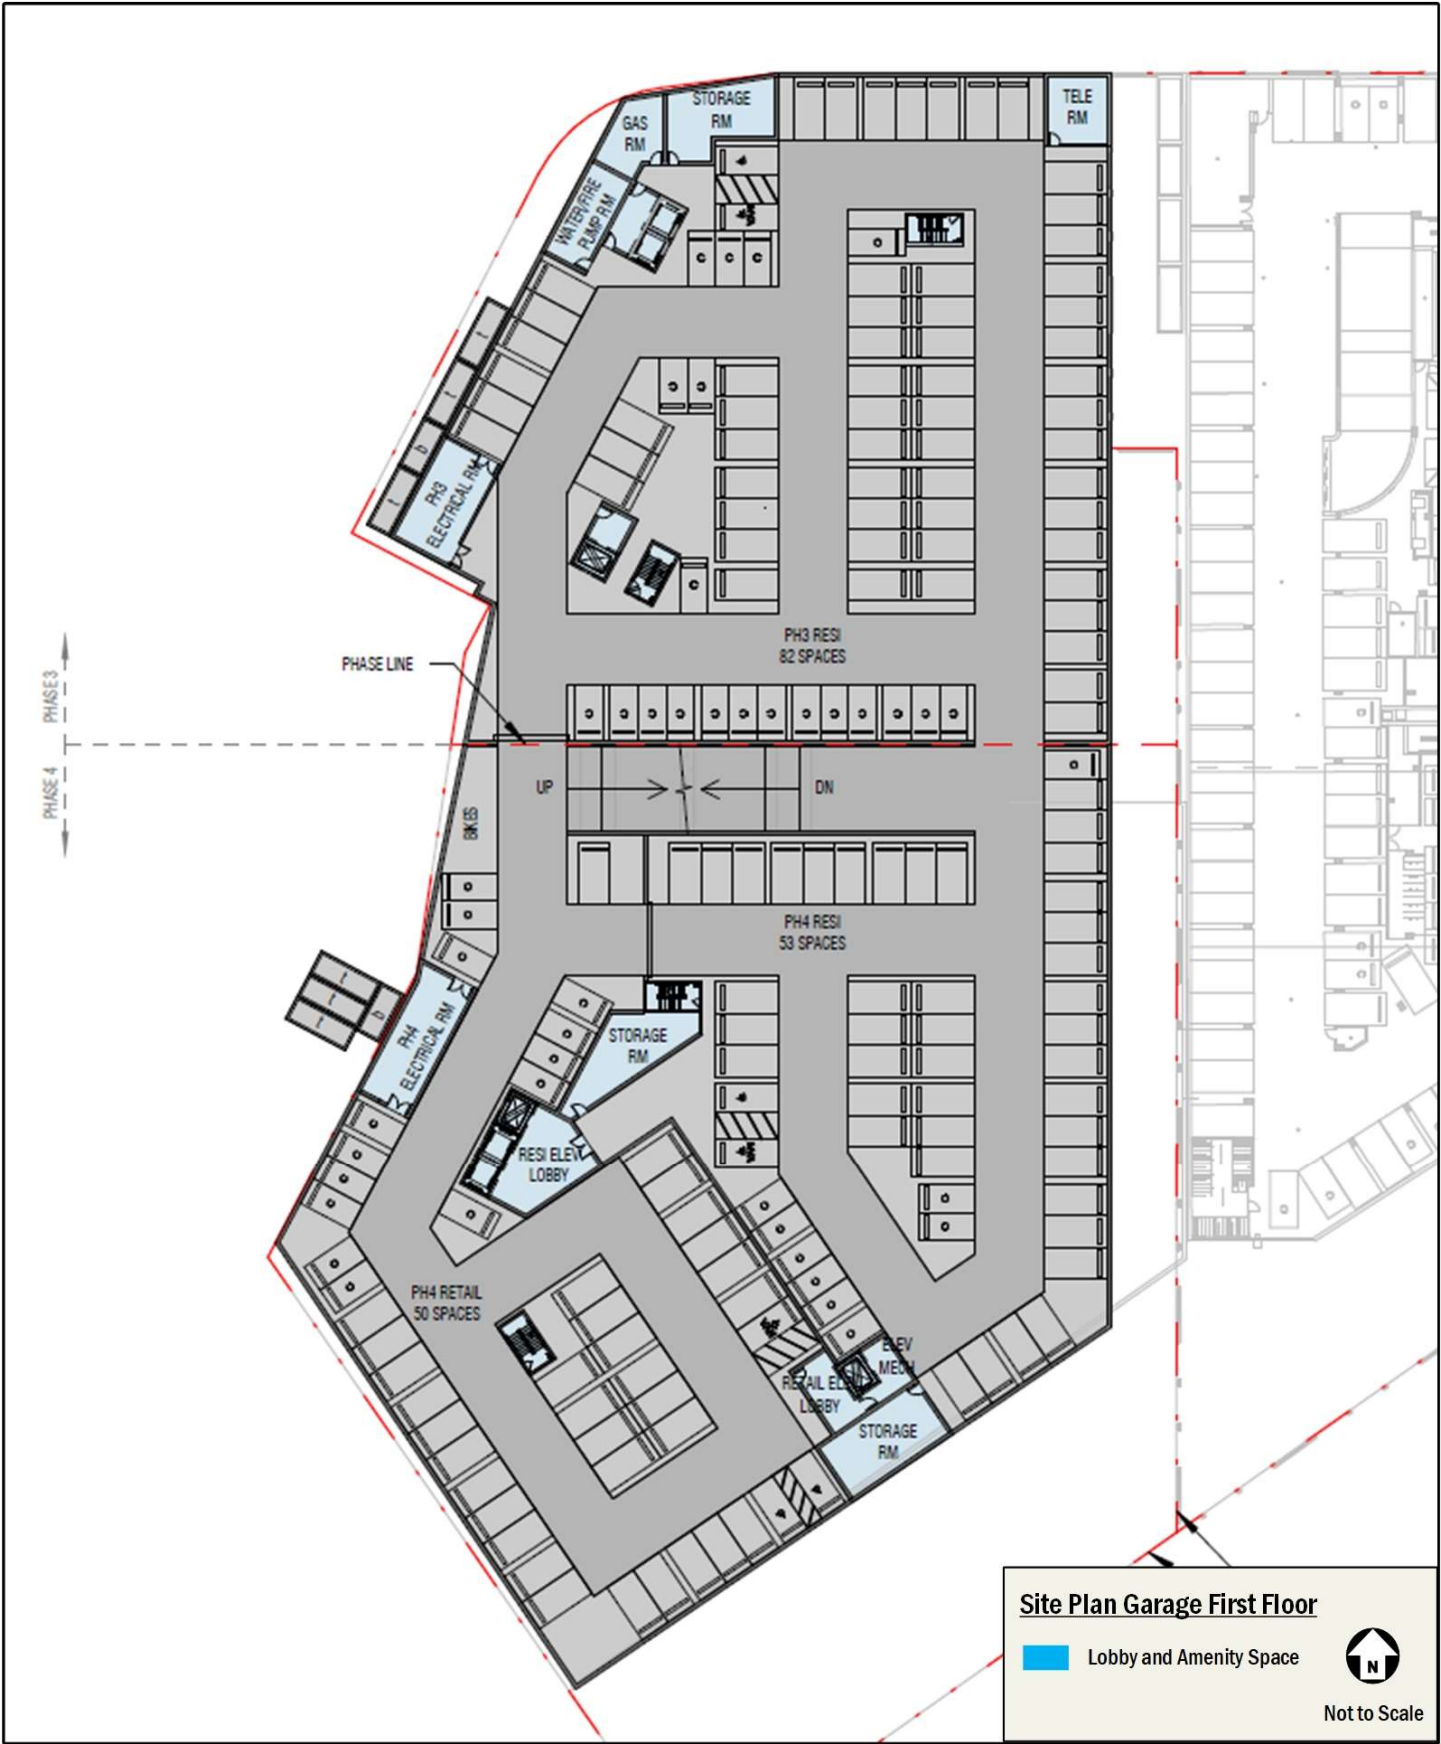 STORAGE
RM
TELE
RM
GAS
RM
WATER/FIRE
PUMP RM
PH3
ELECTRICAL RM
PH3 RESI
82 SPACES
PHASE LINE
PHASE 3
PHASE 4
UP
DN
BIKES
PH4 RESI
53 SPACES
PH4
ELECTRICAL RM
STORAGE
RM
RESI ELEV
LOBBY
PH4 RETAIL
50 SPACES
ELEV
MECH
RETAIL ELEV
LOBBY
STORAGE
RM
Site Plan Garage First Floor
Lobby and Amenity Space
N
Not to Scale